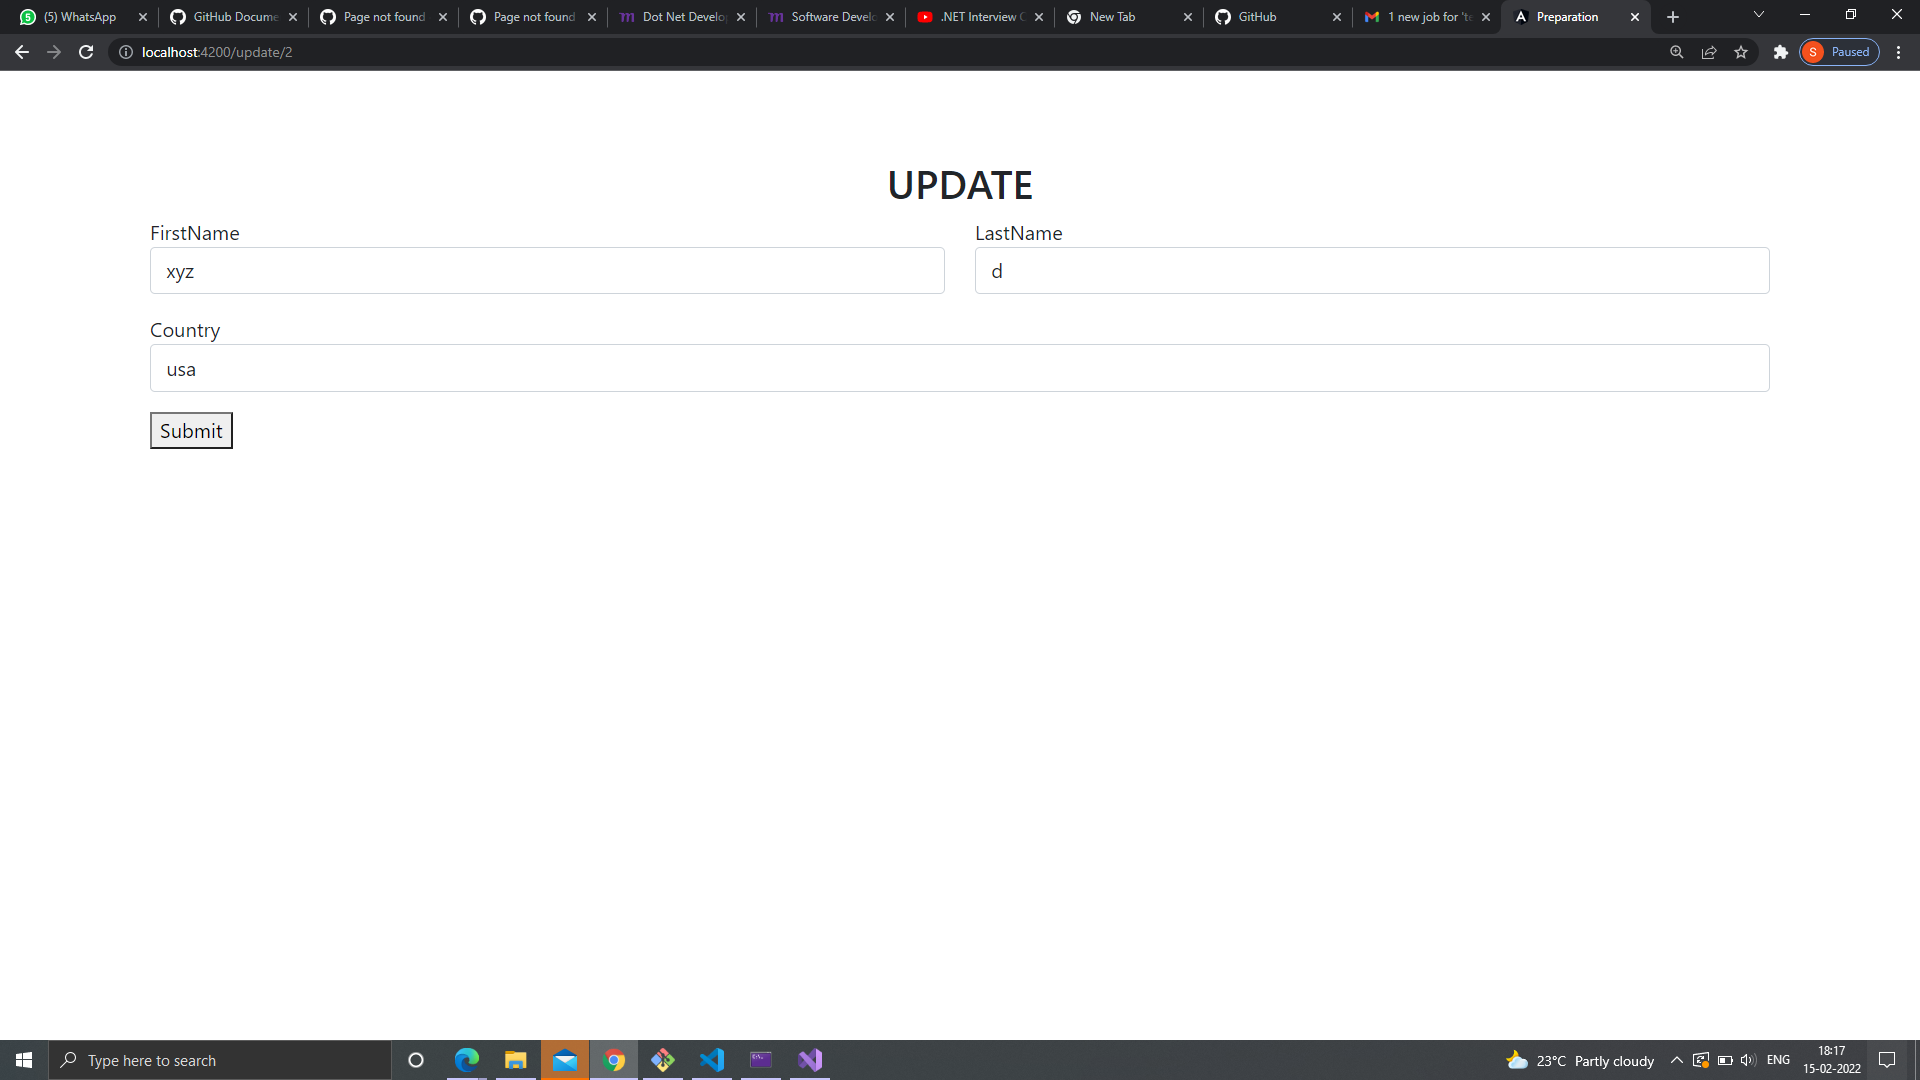 (5) WhatsApp
GitHub Docume
Page not found
Page not found
Dot Net Develop
Software Develo
.NET Interview
New Tab
GitHub
1 new job for 'te
Preparation
localhost:4200/update/2
S
Paused
UPDATE
FirstName
LastName
xyz
d
Country
usa
Submit
Type here to search
23°C Partly cloudy
ENG
18:17
15-02-2022